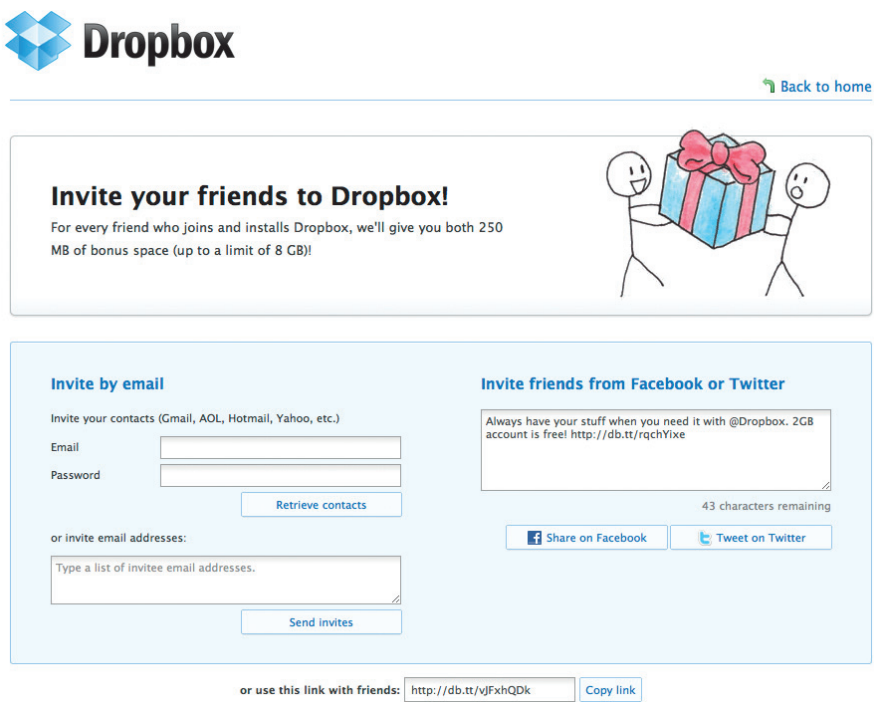 Dropbox
Back to home
Invite your friends to Dropbox!
For every friend who joins and installs Dropbox, we'll give you both 250
MB of bonus space (up to a limit of 8 GB)!
Invite by email
Invite your contacts (Gmail, AOL, Hotmail, Yahoo, etc.)
Email
Password
Retrieve contacts
or invite email addresses:
Type a list of invitee email addresses.
Send invites
Invite friends from Facebook or Twitter
Always have your stuff when you need it with @Dropbox. 2GB
account is free! http://db.tt/rqchYixe
43 characters remaining
Share on Facebook
Tweet on Twitter
or use this link with friends: http://db.tt/vJFxhQDk Copy link